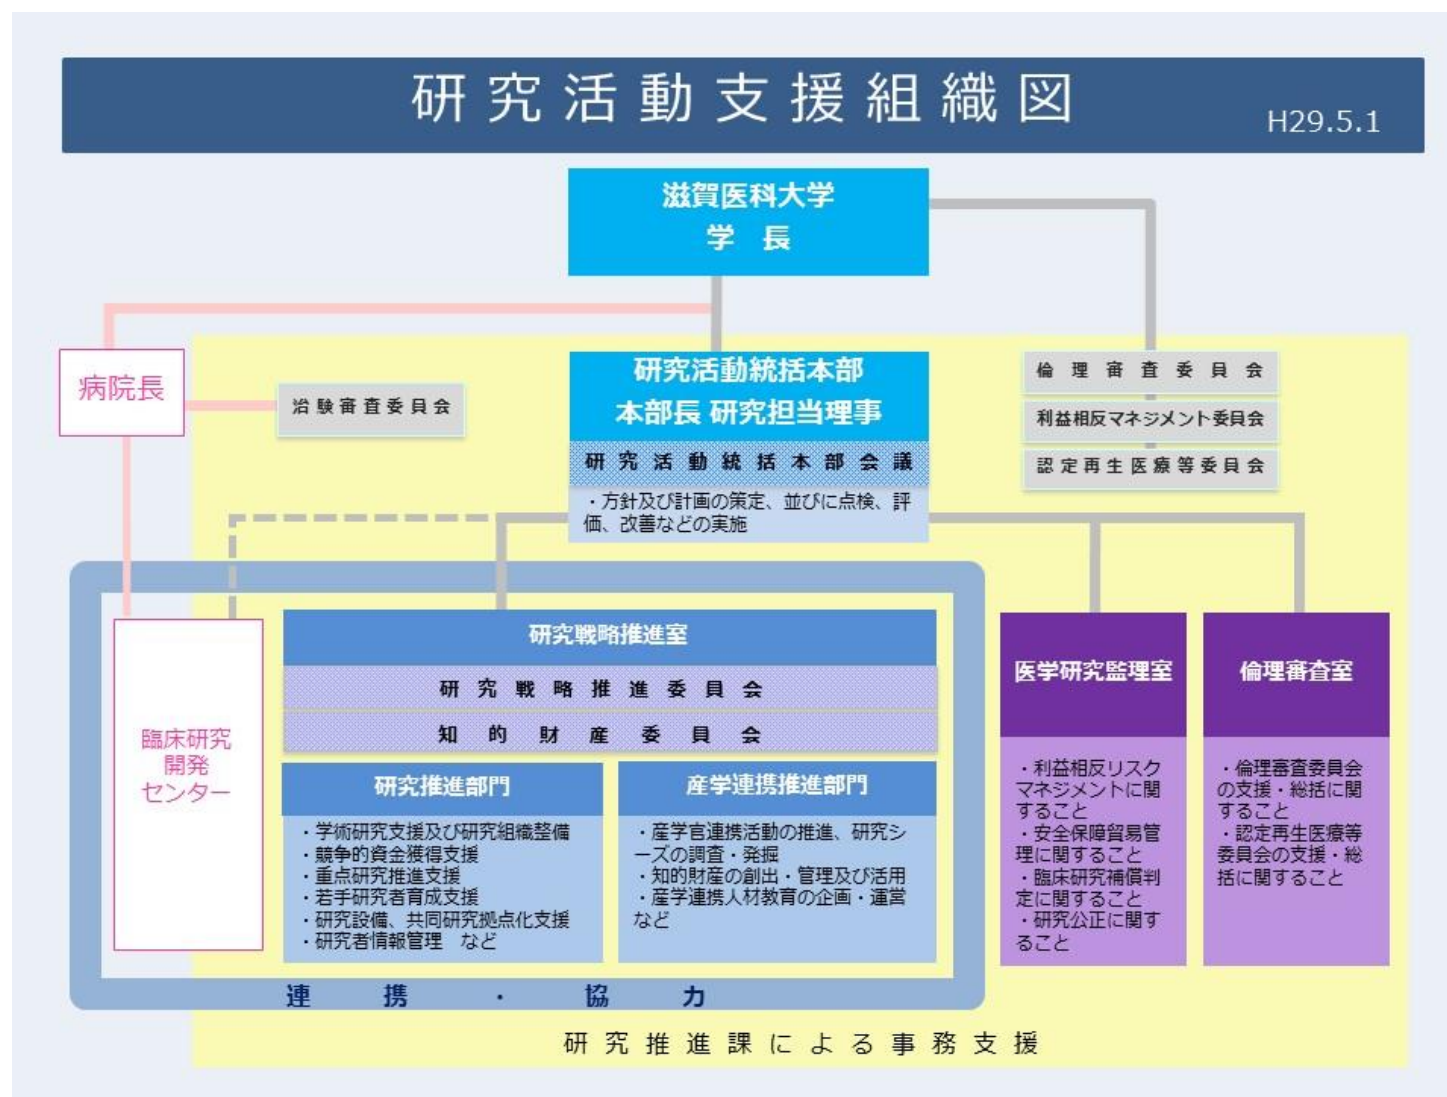 研究活動支援組織図
H29.5.1
滋賀医科大学
学 長
病院長
治験審査委員会
研究活動統括本部
本部長 研究担当理事
研究活動統括本部会議
・方針及び計画の策定、並びに点検、評
価、改善などの実施
倫理審査委員会
利益相反マネジメント委員会
認定再生医療等委員会
臨床研究
開発
センター
研究戦略推進室
研究戦略推進委員会
知的財産委員会
研究推進部門
・学術研究支援及び研究組織整備
・競争的資金獲得支援
・重点研究推進支援
・若手研究者育成支援
・研究設備、共同研究拠点化支援
・研究者情報管理 など
産学連携推進部門
・産学官連携活動の推進、研究シ
ーズの調査・発掘
・知的財産の創出・管理及び活用
・産学連携人材教育の企画・運営
など
医学研究監理室
・利益相反リスク
マネジメントに関
すること
・安全保障貿易管
理に関すること
・臨床研究補償判
定に関すること
・研究公正に関す
ること
倫理審査室
・倫理審査委員会
の支援・総括に関
すること
・認定再生医療等
委員会の支援・総
括に関すること
連携・協力
研究推進課による事務支援